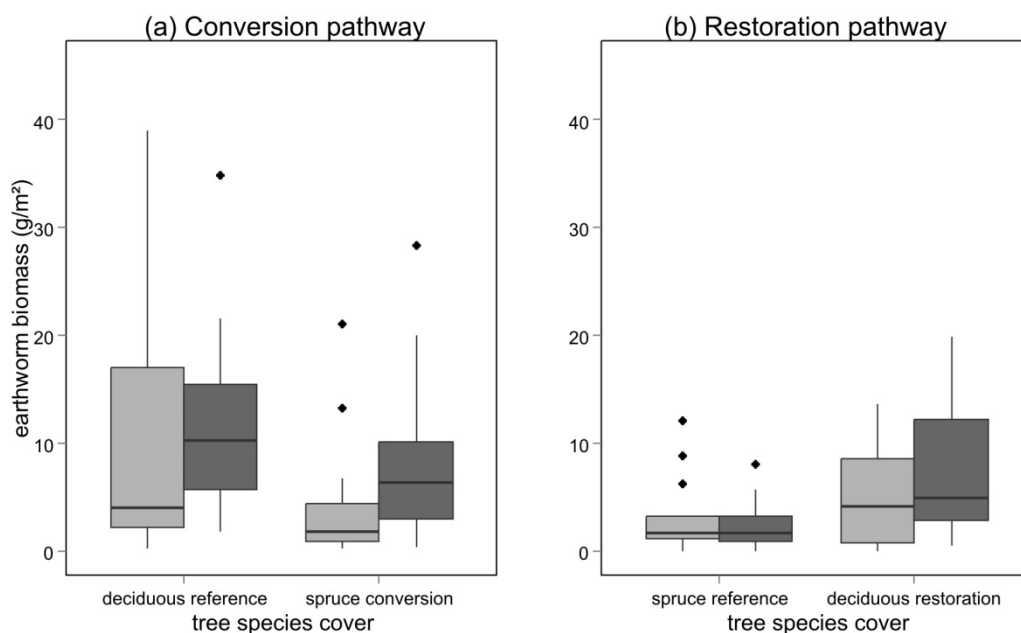 (a) Conversion pathway
earthworm biomass (g/m²)
40
30
20
10
0
deciduous reference
spruce conversion
tree species cover
(b) Restoration pathway
40
30
20
10
0
spruce reference
deciduous restoration
tree species cover